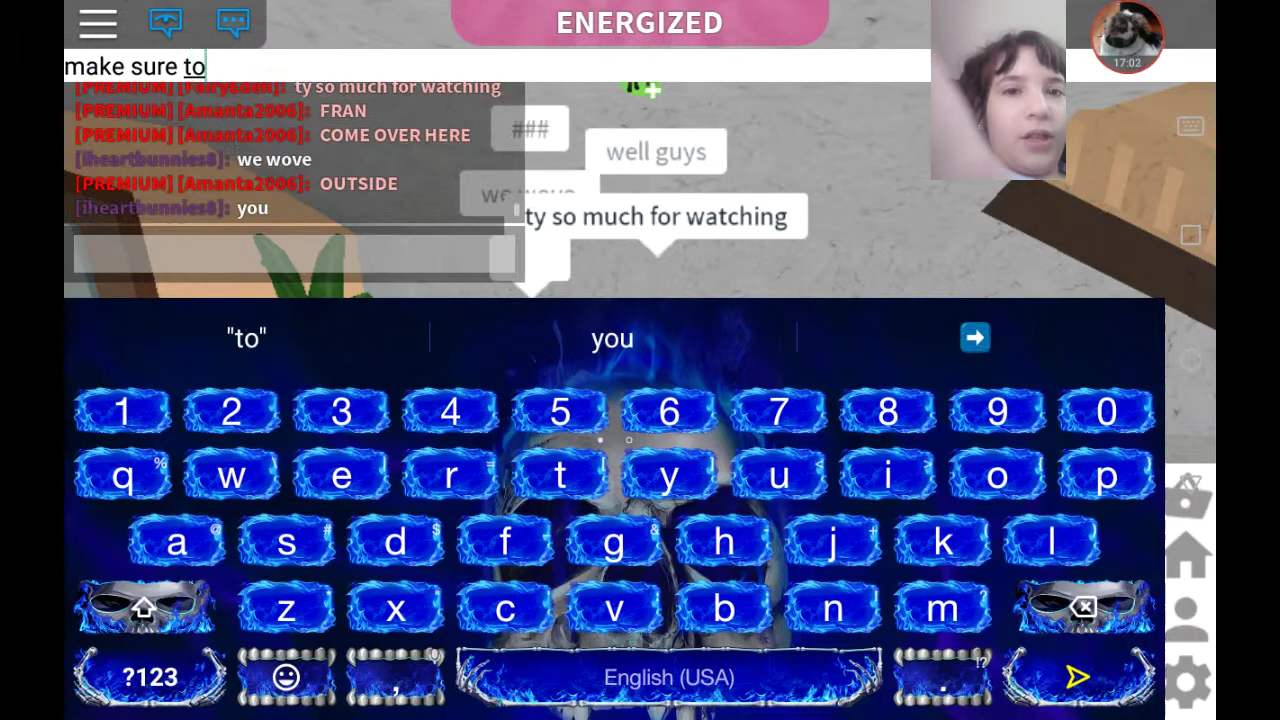 ENERGIZED
make sure to
17:02
[PREMIUM] [FairyEden]: ty so much for watching
[PREMIUM] [Amanta2006]: FRAN
[PREMIUM] [Amanta2006]: COME OVER HERE
[iheartbunnies8]: we wove
[PREMIUM] [Amanta2006]: OUTSIDE
[iheartbunnies8]: you
###
well guys
we wove
ty so much for watching
"to" you
1 2 3 4 5 6 7 8 9 0
q % w e r = t y u < i > o p
a @ s # d $ f g & h j + k l
z x c v b n m ?
?123 , English (USA) . !?